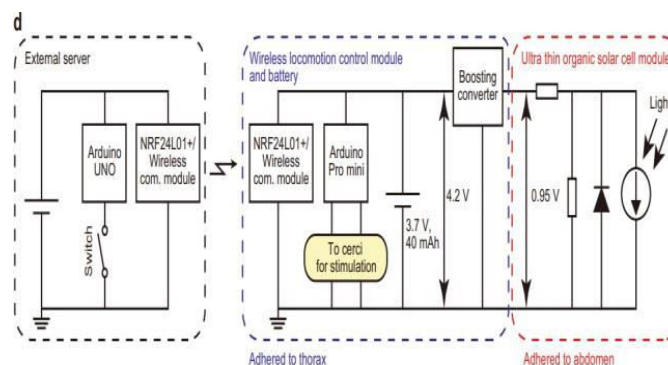 d
External server
Arduino
UNO
NRF24L01+/
Wireless
com. module
Switch
Wireless locomotion control module
and battery
NRF24L01+/
Wireless
com. module
Arduino
Pro mini
To cerci
for stimulation
3.7 V,
40 mAh
4.2 V
Boosting
converter
Adhered to thorax
Ultra thin organic solar cell module
0.95 V
Light
Adhered to abdomen